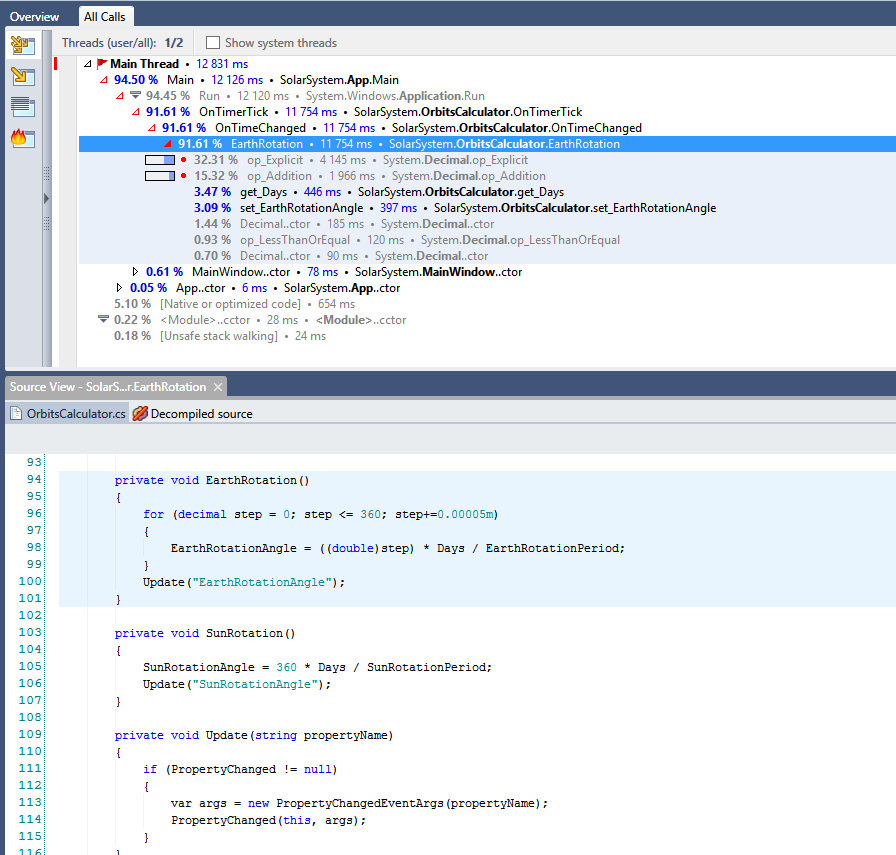 Overview All Calls
Threads (user/all): 1/2 Show system threads
Main Thread • 12 831 ms
94.50 % Main • 12 126 ms • SolarSystem.App.Main
94.45 % Run • 12 120 ms • System.Windows.Application.Run
91.61 % OnTimerTick • 11 754 ms • SolarSystem.OrbitsCalculator.OnTimerTick
91.61 % OnTimeChanged • 11 754 ms • SolarSystem.OrbitsCalculator.OnTimeChanged
91.61 % EarthRotation • 11 754 ms • SolarSystem.OrbitsCalculator.EarthRotation
32.31 % op_Explicit • 4 145 ms • System.Decimal.op_Explicit
15.32 % op_Addition • 1 966 ms • System.Decimal.op_Addition
3.47 % get_Days • 446 ms • SolarSystem.OrbitsCalculator.get_Days
3.09 % set_EarthRotationAngle • 397 ms • SolarSystem.OrbitsCalculator.set_EarthRotationAngle
1.44 % Decimal..ctor • 185 ms • System.Decimal..ctor
0.93 % op_LessThanOrEqual • 120 ms • System.Decimal.op_LessThanOrEqual
0.70 % Decimal..ctor • 90 ms • System.Decimal..ctor
0.61 % MainWindow..ctor • 78 ms • SolarSystem.MainWindow..ctor
0.05 % App..ctor • 6 ms • SolarSystem.App..ctor
5.10 % [Native or optimized code] • 654 ms
0.22 % <Module>..cctor • 28 ms • <Module>..cctor
0.18 % [Unsafe stack walking] • 24 ms
Source View - SolarS...r.EarthRotation ×
OrbitsCalculator.cs Decompiled source
93
94 private void EarthRotation()
95 {
96 for (decimal step = 0; step <= 360; step+=0.00005m)
97 {
98 EarthRotationAngle = ((double)step) * Days / EarthRotationPeriod;
99 }
100 Update("EarthRotationAngle");
101 }
102
103 private void SunRotation()
104 {
105 SunRotationAngle = 360 * Days / SunRotationPeriod;
106 Update("SunRotationAngle");
107 }
108
109 private void Update(string propertyName)
110 {
111 if (PropertyChanged != null)
112 {
113 var args = new PropertyChangedEventArgs(propertyName);
114 PropertyChanged(this, args);
115 }
116 }